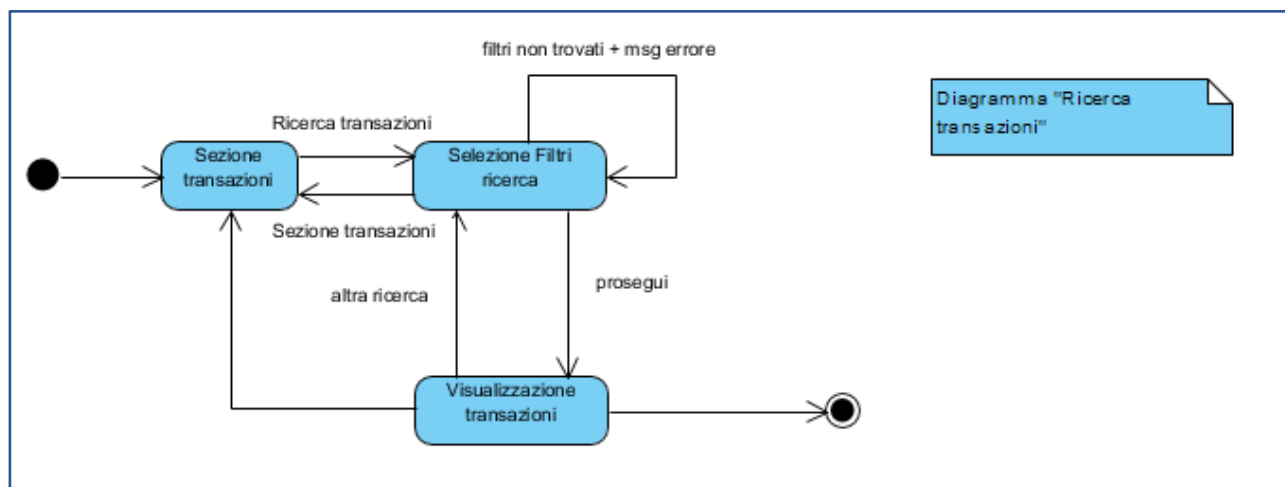 filtri non trovati + msg errore
Diagramma "Ricerca
transazioni"
Ricerca transazioni
Sezione
transazioni
Selezione Filtri
ricerca
Sezione transazioni
altra ricerca
prosegui
Visualizzazione
transazioni